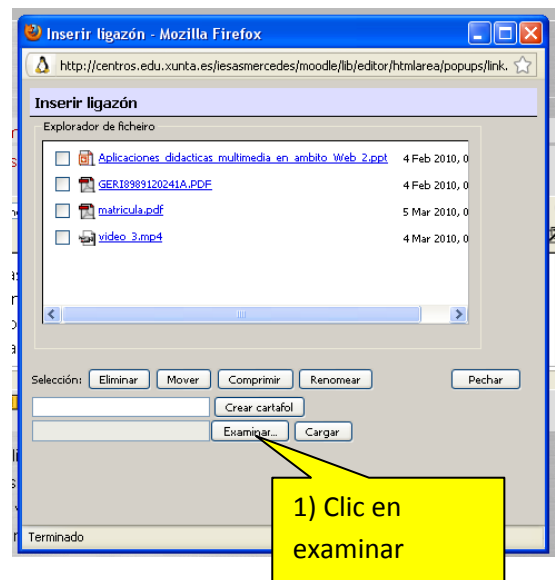 Inserir ligazón - Mozilla Firefox
http://centros.edu.xunta.es/iesasmercedes/moodle/lib/editor/htmlarea/popups/link.
Inserir ligazón
Explorador de ficheiro
Aplicaciones didacticas multimedia en ambito Web 2.ppt 4 Feb 2010, 0
GERI8989120241A.PDF 4 Feb 2010, 0
matricula.pdf 5 Mar 2010, 0
video 3.mp4 4 Mar 2010, 0
Selección: Eliminar Mover Comprimir Renomear Pechar
Crear cartafol
Examinar... Cargar
1) Clic en
examinar
Terminado